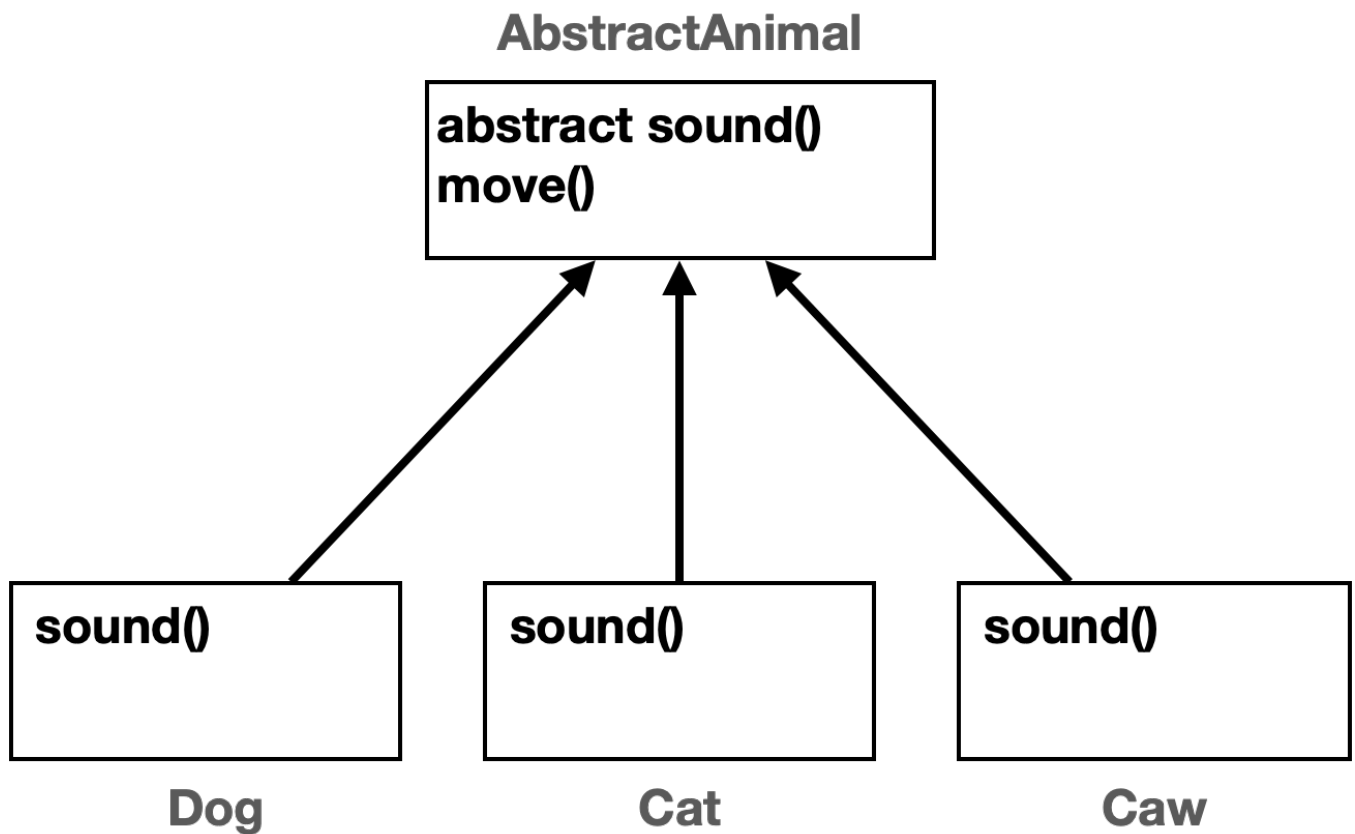 AbstractAnimal
abstract sound()
move()
sound()
sound()
sound()
Dog
Cat
Caw